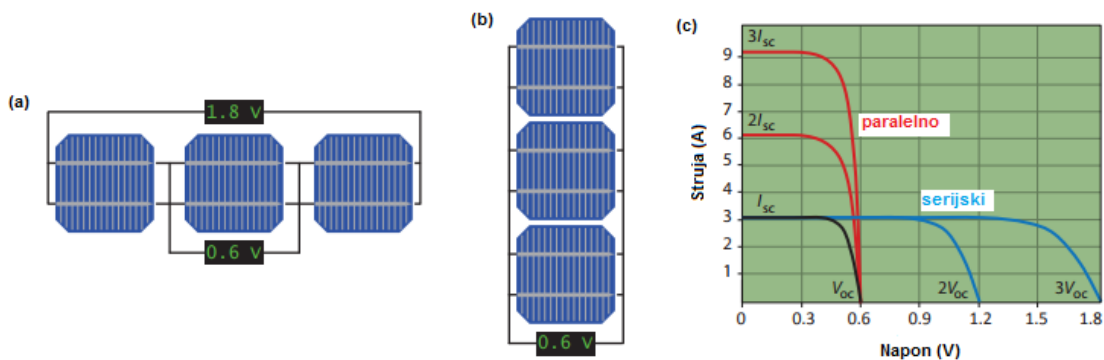 (a)
1.8 V
0.6 V
(b)
0.6 V
(c)
Struja (A)
9
8
7
6
5
4
3
2
1
3Isc
2Isc
Isc
paralelno
serijski
Voc
2Voc
3Voc
0
0.3
0.6
0.9
1.2
1.5
1.8
Napon (V)